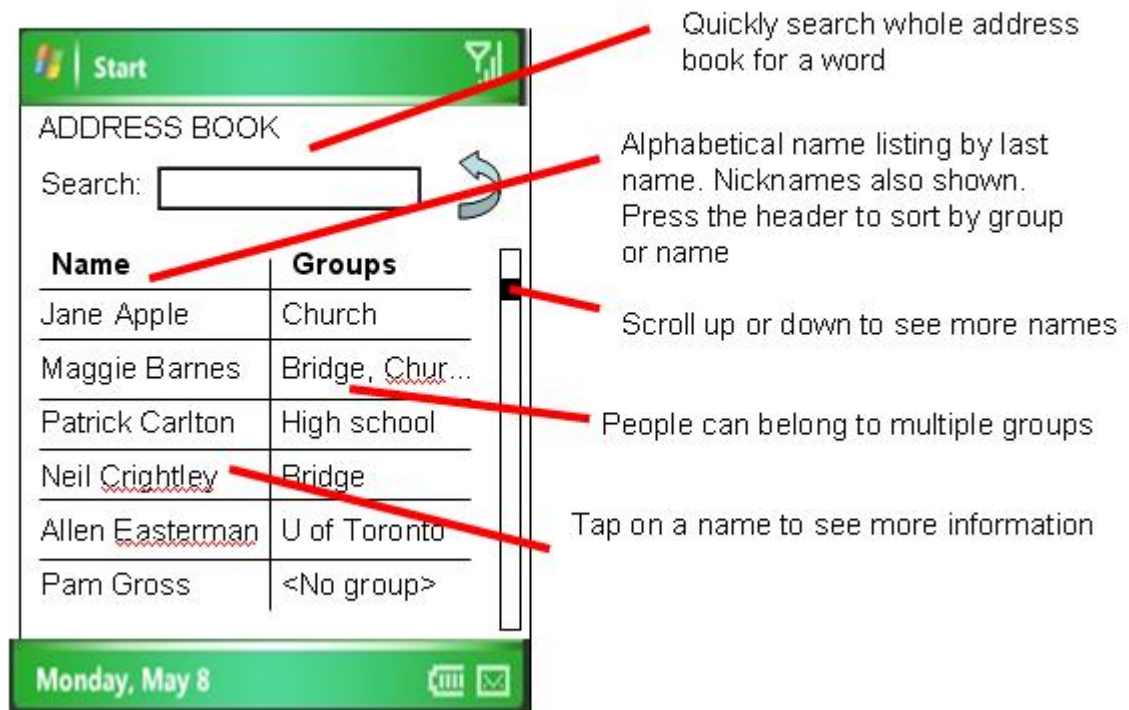 Start
ADDRESS BOOK
Search:
Name Groups
Jane Apple Church
Maggie Barnes Bridge, Chur...
Patrick Carlton High school
Neil Crightley Bridge
Allen Easterman U of Toronto
Pam Gross <No group>
Monday, May 8
Quickly search whole address
book for a word
Alphabetical name listing by last
name. Nicknames also shown.
Press the header to sort by group
or name
Scroll up or down to see more names
People can belong to multiple groups
Tap on a name to see more information